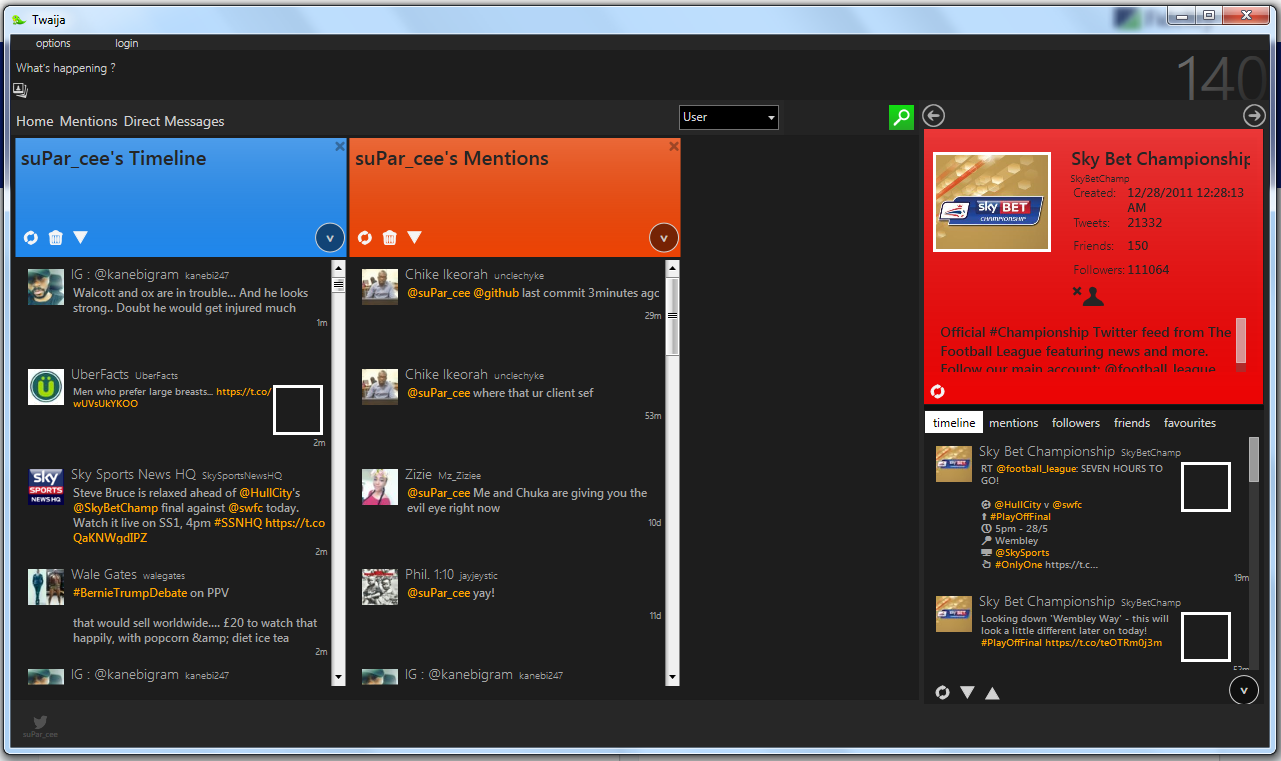 Twaija
options login
What's happening ?
140
Home Mentions Direct Messages
User
suPar_cee's Timeline
v
IG : @kanebigram kanebi247
Walcott and ox are in trouble... And he looks
strong.. Doubt he would get injured much
1m
UberFacts UberFacts
Men who prefer large breasts... https://t.co/
wUVsUkYKOO
2m
sky
SPORTS
NEWS HQ
Sky Sports News HQ SkySportsNewsHQ
Steve Bruce is relaxed ahead of @HullCity's
@SkyBetChamp final against @swfc today.
Watch it live on SS1, 4pm #SSNHQ https://t.co
QaKNWgdIPZ
2m
Wale Gates walegates
#BernieTrumpDebate on PPV
that would sell worldwide.... £20 to watch that
happily, with popcorn &amp; diet ice tea
2m
IG : @kanebigram kanebi247
suPar_cee's Mentions
v
Chike Ikeorah unclechyke
@suPar_cee @github last commit 3minutes ago
29m
Chike Ikeorah unclechyke
@suPar_cee where that ur client sef
53m
Zizie Mz_Ziziee
@suPar_cee Me and Chuka are giving you the
evil eye right now
10d
Phil. 1:10 jayjeystic
@suPar_cee yay!
11d
IG : @kanebigram kanebi247
sky BET
CHAMPIONSHIP
Sky Bet Championship
SkyBetChamp
Created: 12/28/2011 12:28:13
AM
Tweets: 21332
Friends: 150
Followers: 111064
Official #Championship Twitter feed from The
Football League featuring news and more.
Follow our main account: @football_league
timeline mentions followers friends favourites
Sky Bet Championship SkyBetChamp
RT @football_league: SEVEN HOURS TO
GO!
@HullCity v @swfc
#PlayOffFinal
5pm - 28/5
Wembley
@SkySports
#OnlyOne https://t.c...
19m
Sky Bet Championship SkyBetChamp
Looking down 'Wembley Way' - this will
look a little different later on today!
#PlayOffFinal https://t.co/teOTRm0j3m
v
suPar_cee